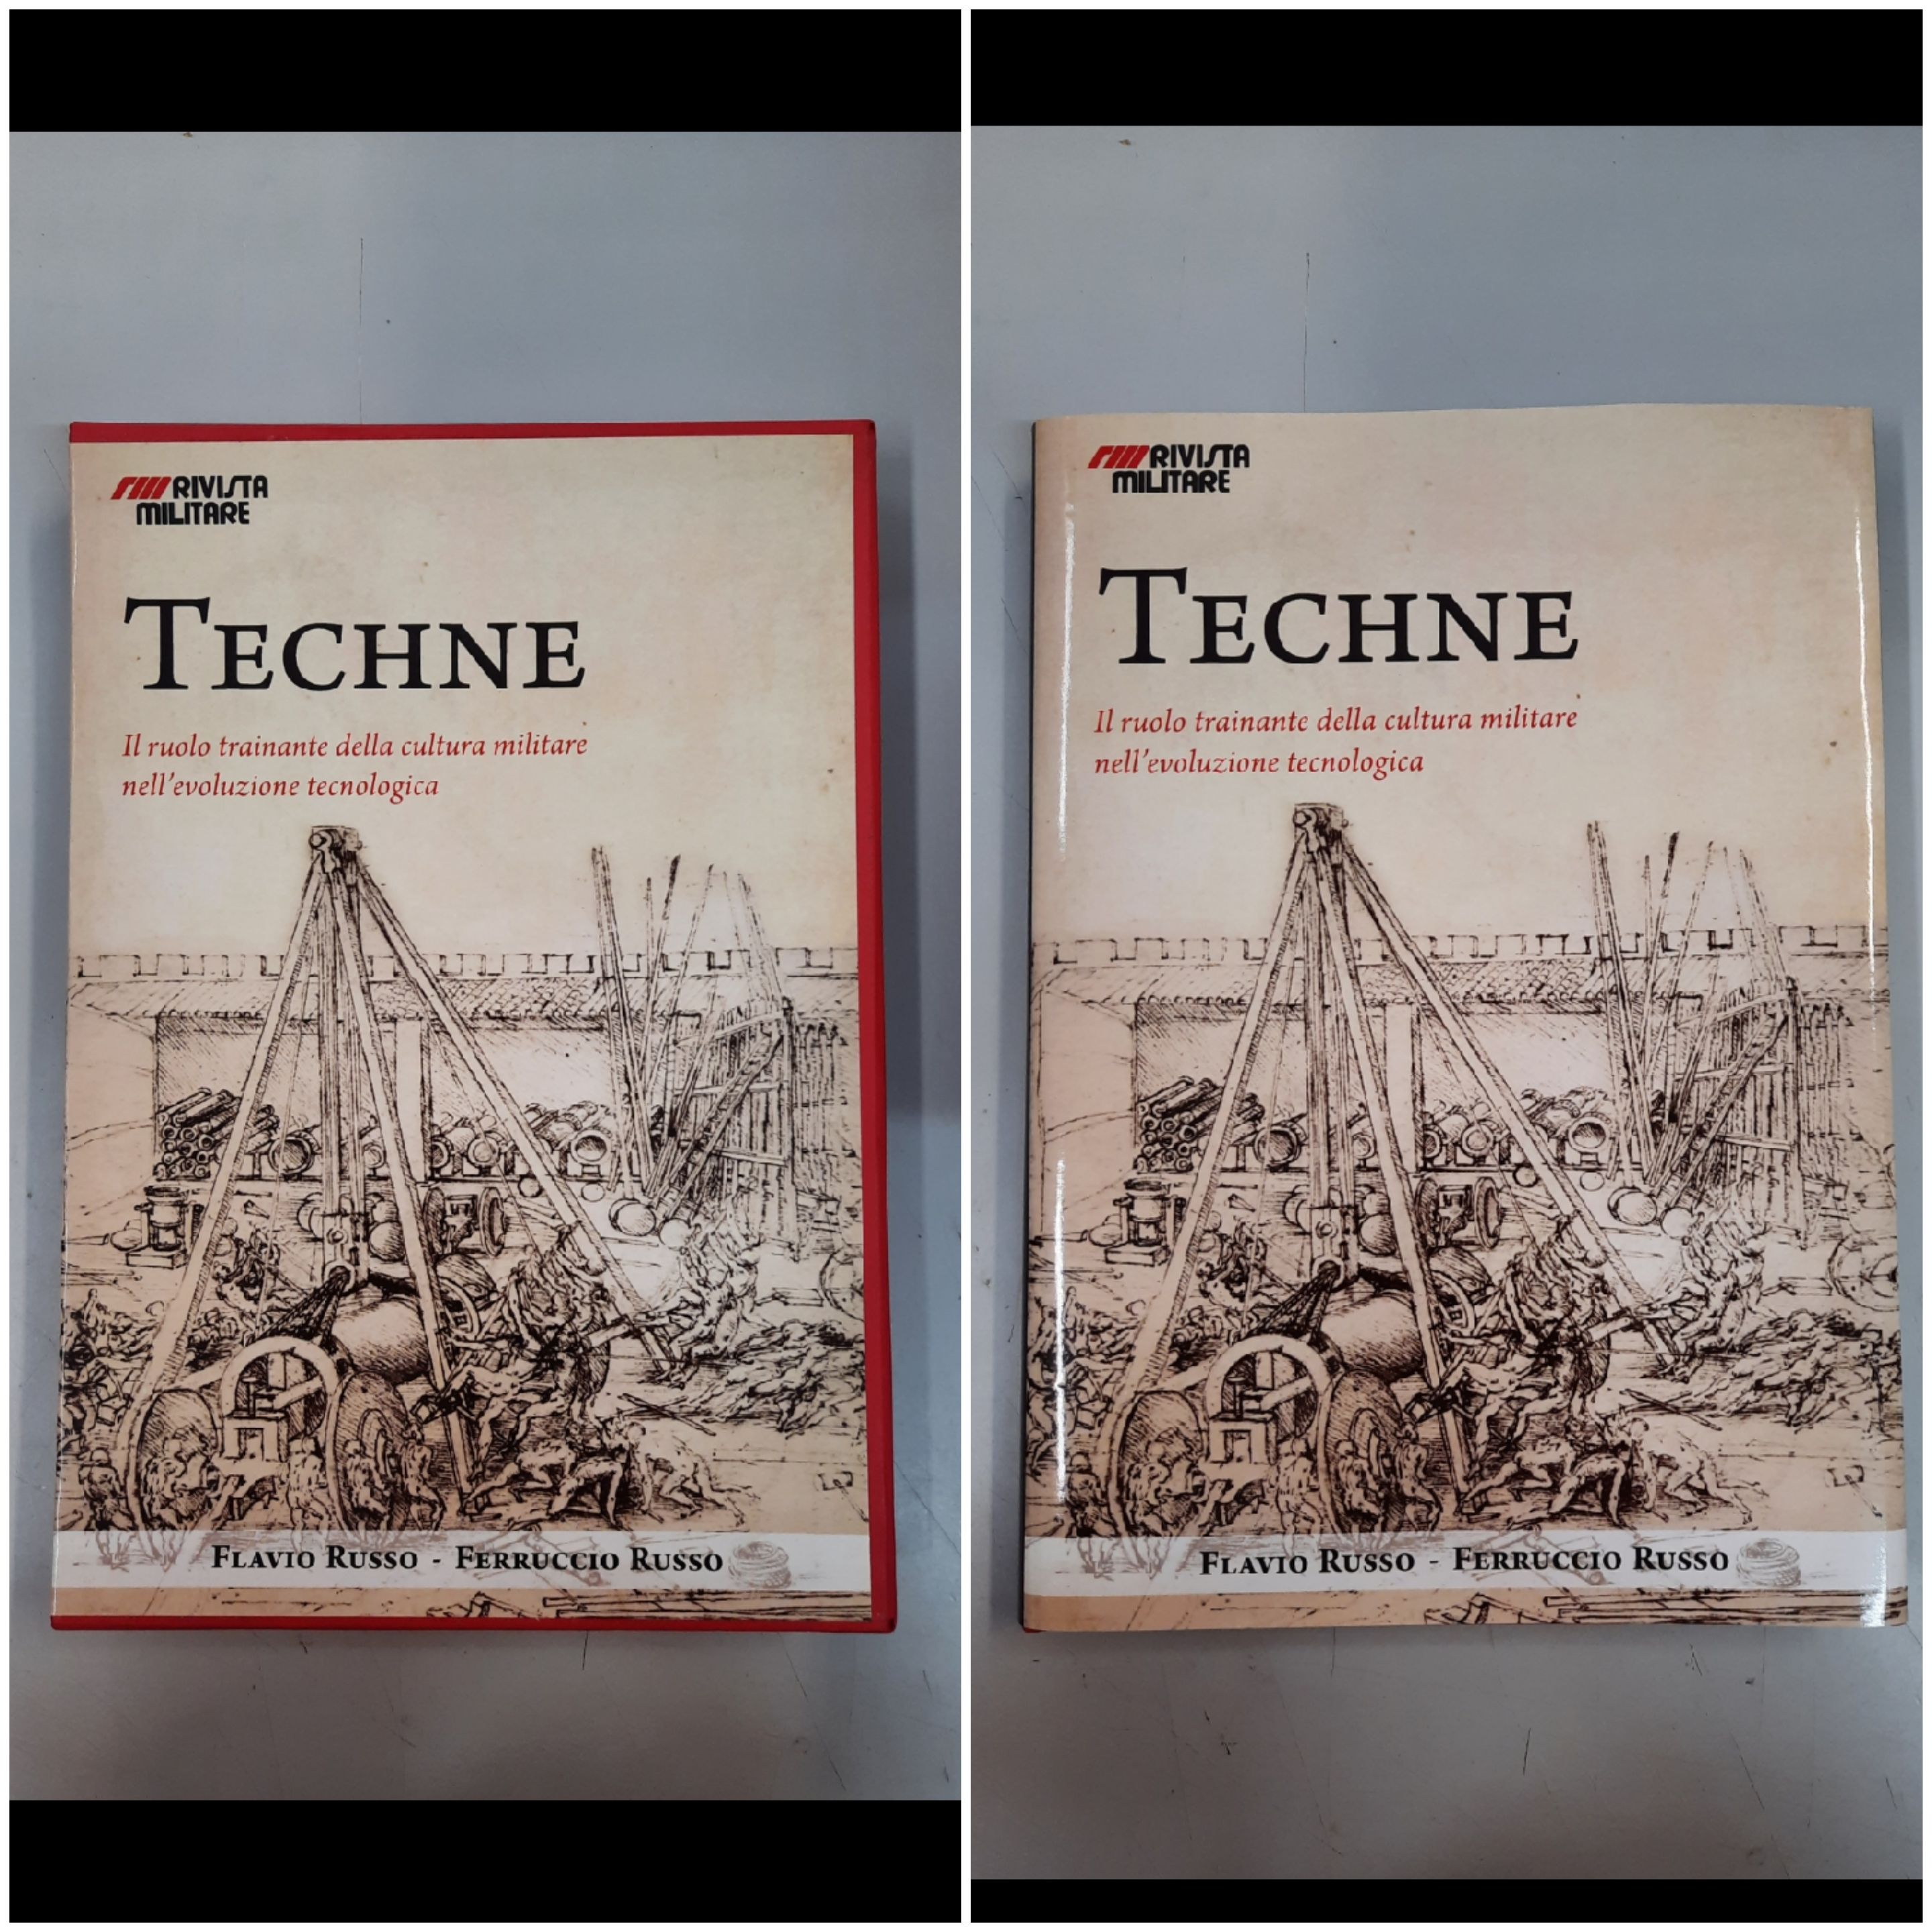 RIVISTA
MILITARE
TECHNE
Il ruolo trainante della cultura militare
nell'evoluzione tecnologica
FLAVIO RUSSO - FERRUCCIO RUSSO
RIVISTA
MILITARE
TECHNE
Il ruolo trainante della cultura militare
nell'evoluzione tecnologica
FLAVIO RUSSO - FERRUCCIO RUSSO